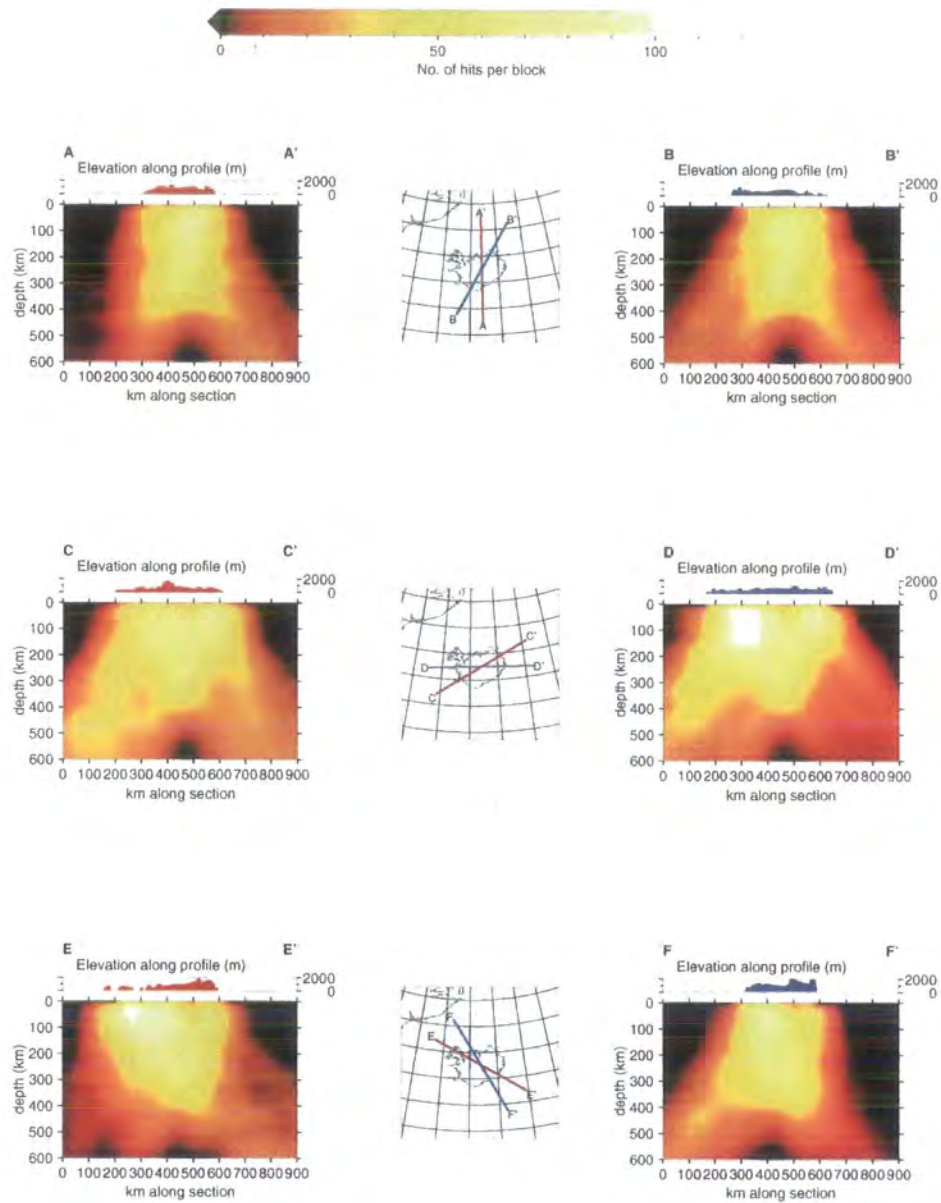 0 50 100
No. of hits per block
A A'
Elevation along profile (m)
2000
0
0
100
200
300
400
500
600
depth (km)
0 100 200 300 400 500 600 700 800 900
km along section
A'
B'
B
A
B B'
Elevation along profile (m)
2000
0
0
100
200
300
400
500
600
depth (km)
0 100 200 300 400 500 600 700 800 900
km along section
C C'
Elevation along profile (m)
2000
0
0
100
200
300
400
500
600
depth (km)
0 100 200 300 400 500 600 700 800 900
km along section
C'
D D'
C
D D'
Elevation along profile (m)
2000
0
0
100
200
300
400
500
600
depth (km)
0 100 200 300 400 500 600 700 800 900
km along section
E E'
Elevation along profile (m)
2000
0
0
100
200
300
400
500
600
depth (km)
0 100 200 300 400 500 600 700 800 900
km along section
F
E
E'
F'
F F'
Elevation along profile (m)
2000
0
0
100
200
300
400
500
600
depth (km)
0 100 200 300 400 500 600 700 800 900
km along section